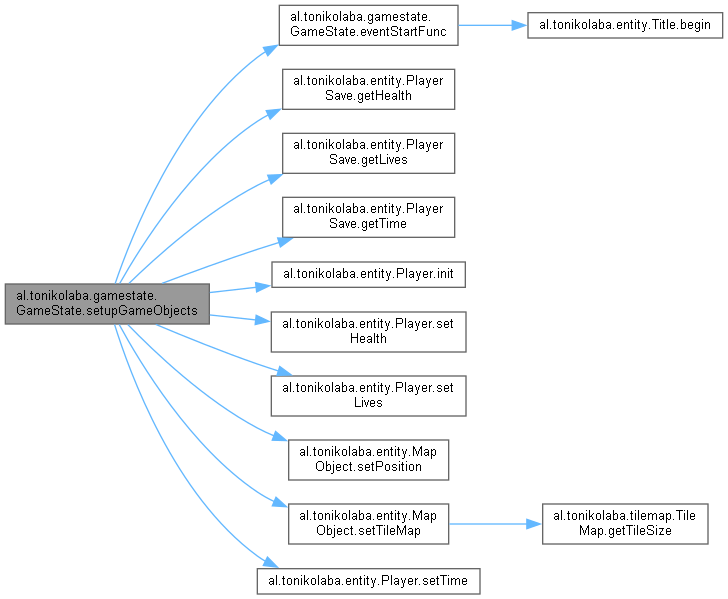 al.tonikolaba.gamestate.
GameState.eventStartFunc
al.tonikolaba.entity.Title.begin
al.tonikolaba.entity.Player
Save.getHealth
al.tonikolaba.entity.Player
Save.getLives
al.tonikolaba.entity.Player
Save.getTime
al.tonikolaba.entity.Player.init
al.tonikolaba.gamestate.
GameState.setupGameObjects
al.tonikolaba.entity.Player.set
Health
al.tonikolaba.entity.Player.set
Lives
al.tonikolaba.entity.Map
Object.setPosition
al.tonikolaba.entity.Map
Object.setTileMap
al.tonikolaba.tilemap.Tile
Map.getTileSize
al.tonikolaba.entity.Player.setTime